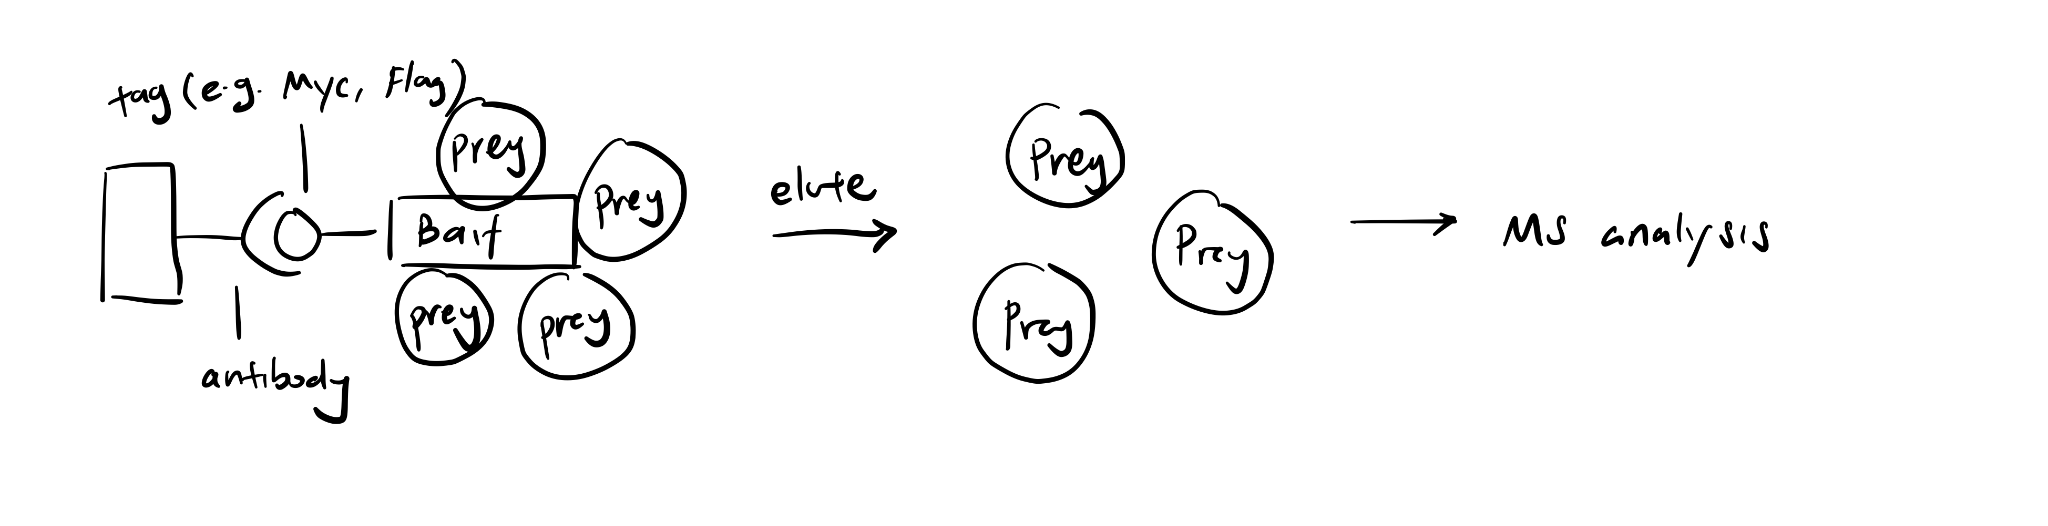 tag (e.g. Myc, Flag)
prey
prey
Bait
prey
prey
antibody
elute
Prey
Prey
Prey
MS analysis